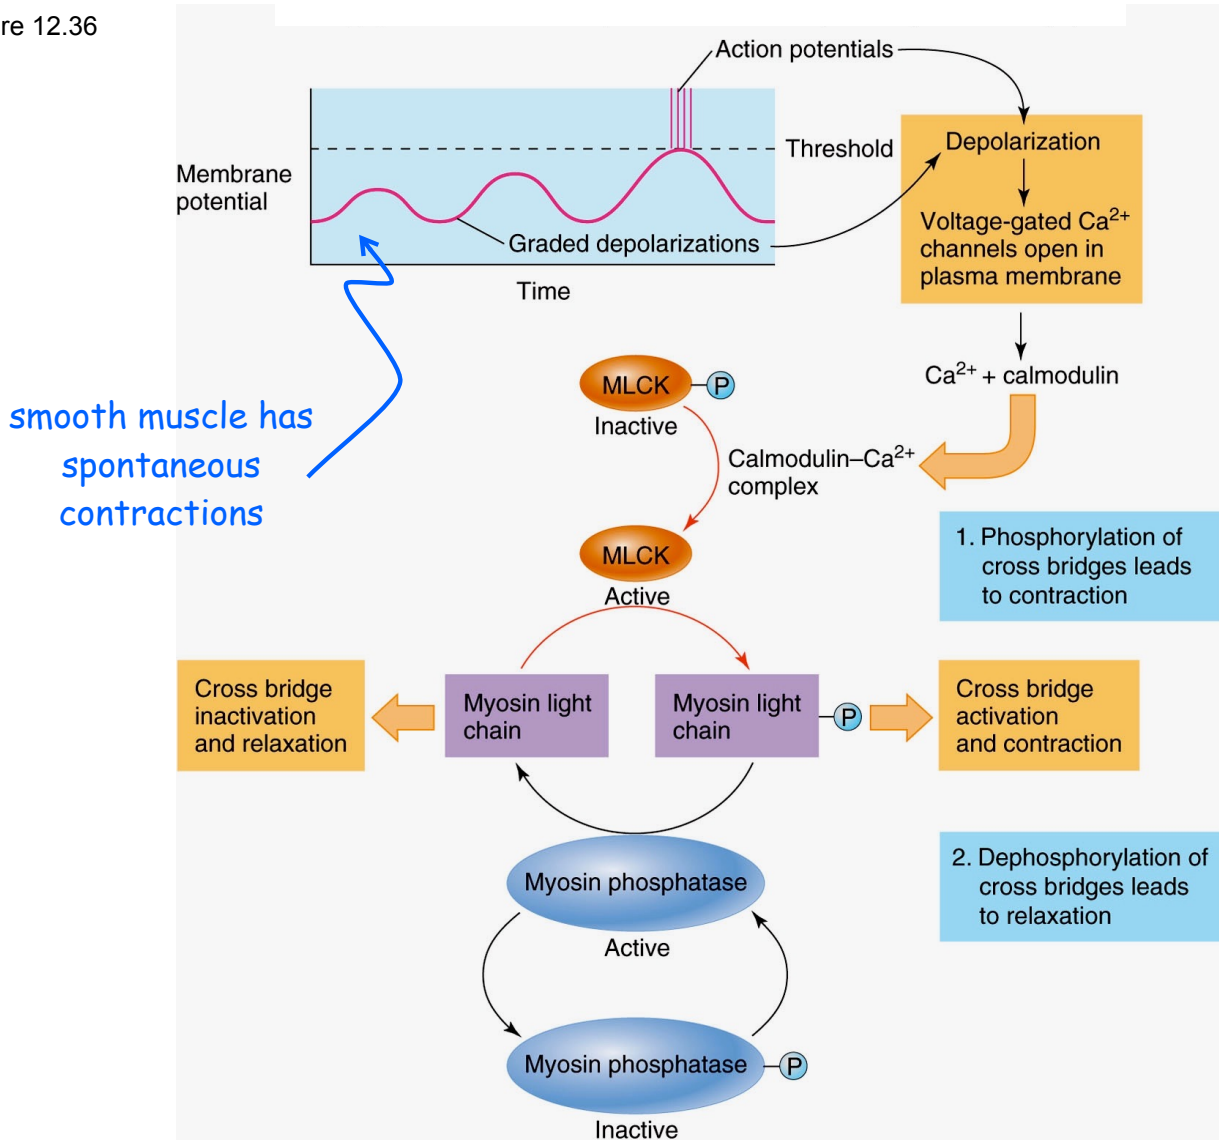 re 12.36
Action potentials
Threshold
Membrane
potential
Graded depolarizations
Time
Depolarization
Voltage-gated Ca²⁺
channels open in
plasma membrane
smooth muscle has
spontaneous
contractions
Ca²⁺ + calmodulin
MLCK
P
Inactive
Calmodulin–Ca²⁺
complex
MLCK
Active
1. Phosphorylation of
cross bridges leads
to contraction
Cross bridge
inactivation
and relaxation
Myosin light
chain
Myosin light
chain
P
Cross bridge
activation
and contraction
2. Dephosphorylation of
cross bridges leads
to relaxation
Myosin phosphatase
Active
Myosin phosphatase
P
Inactive